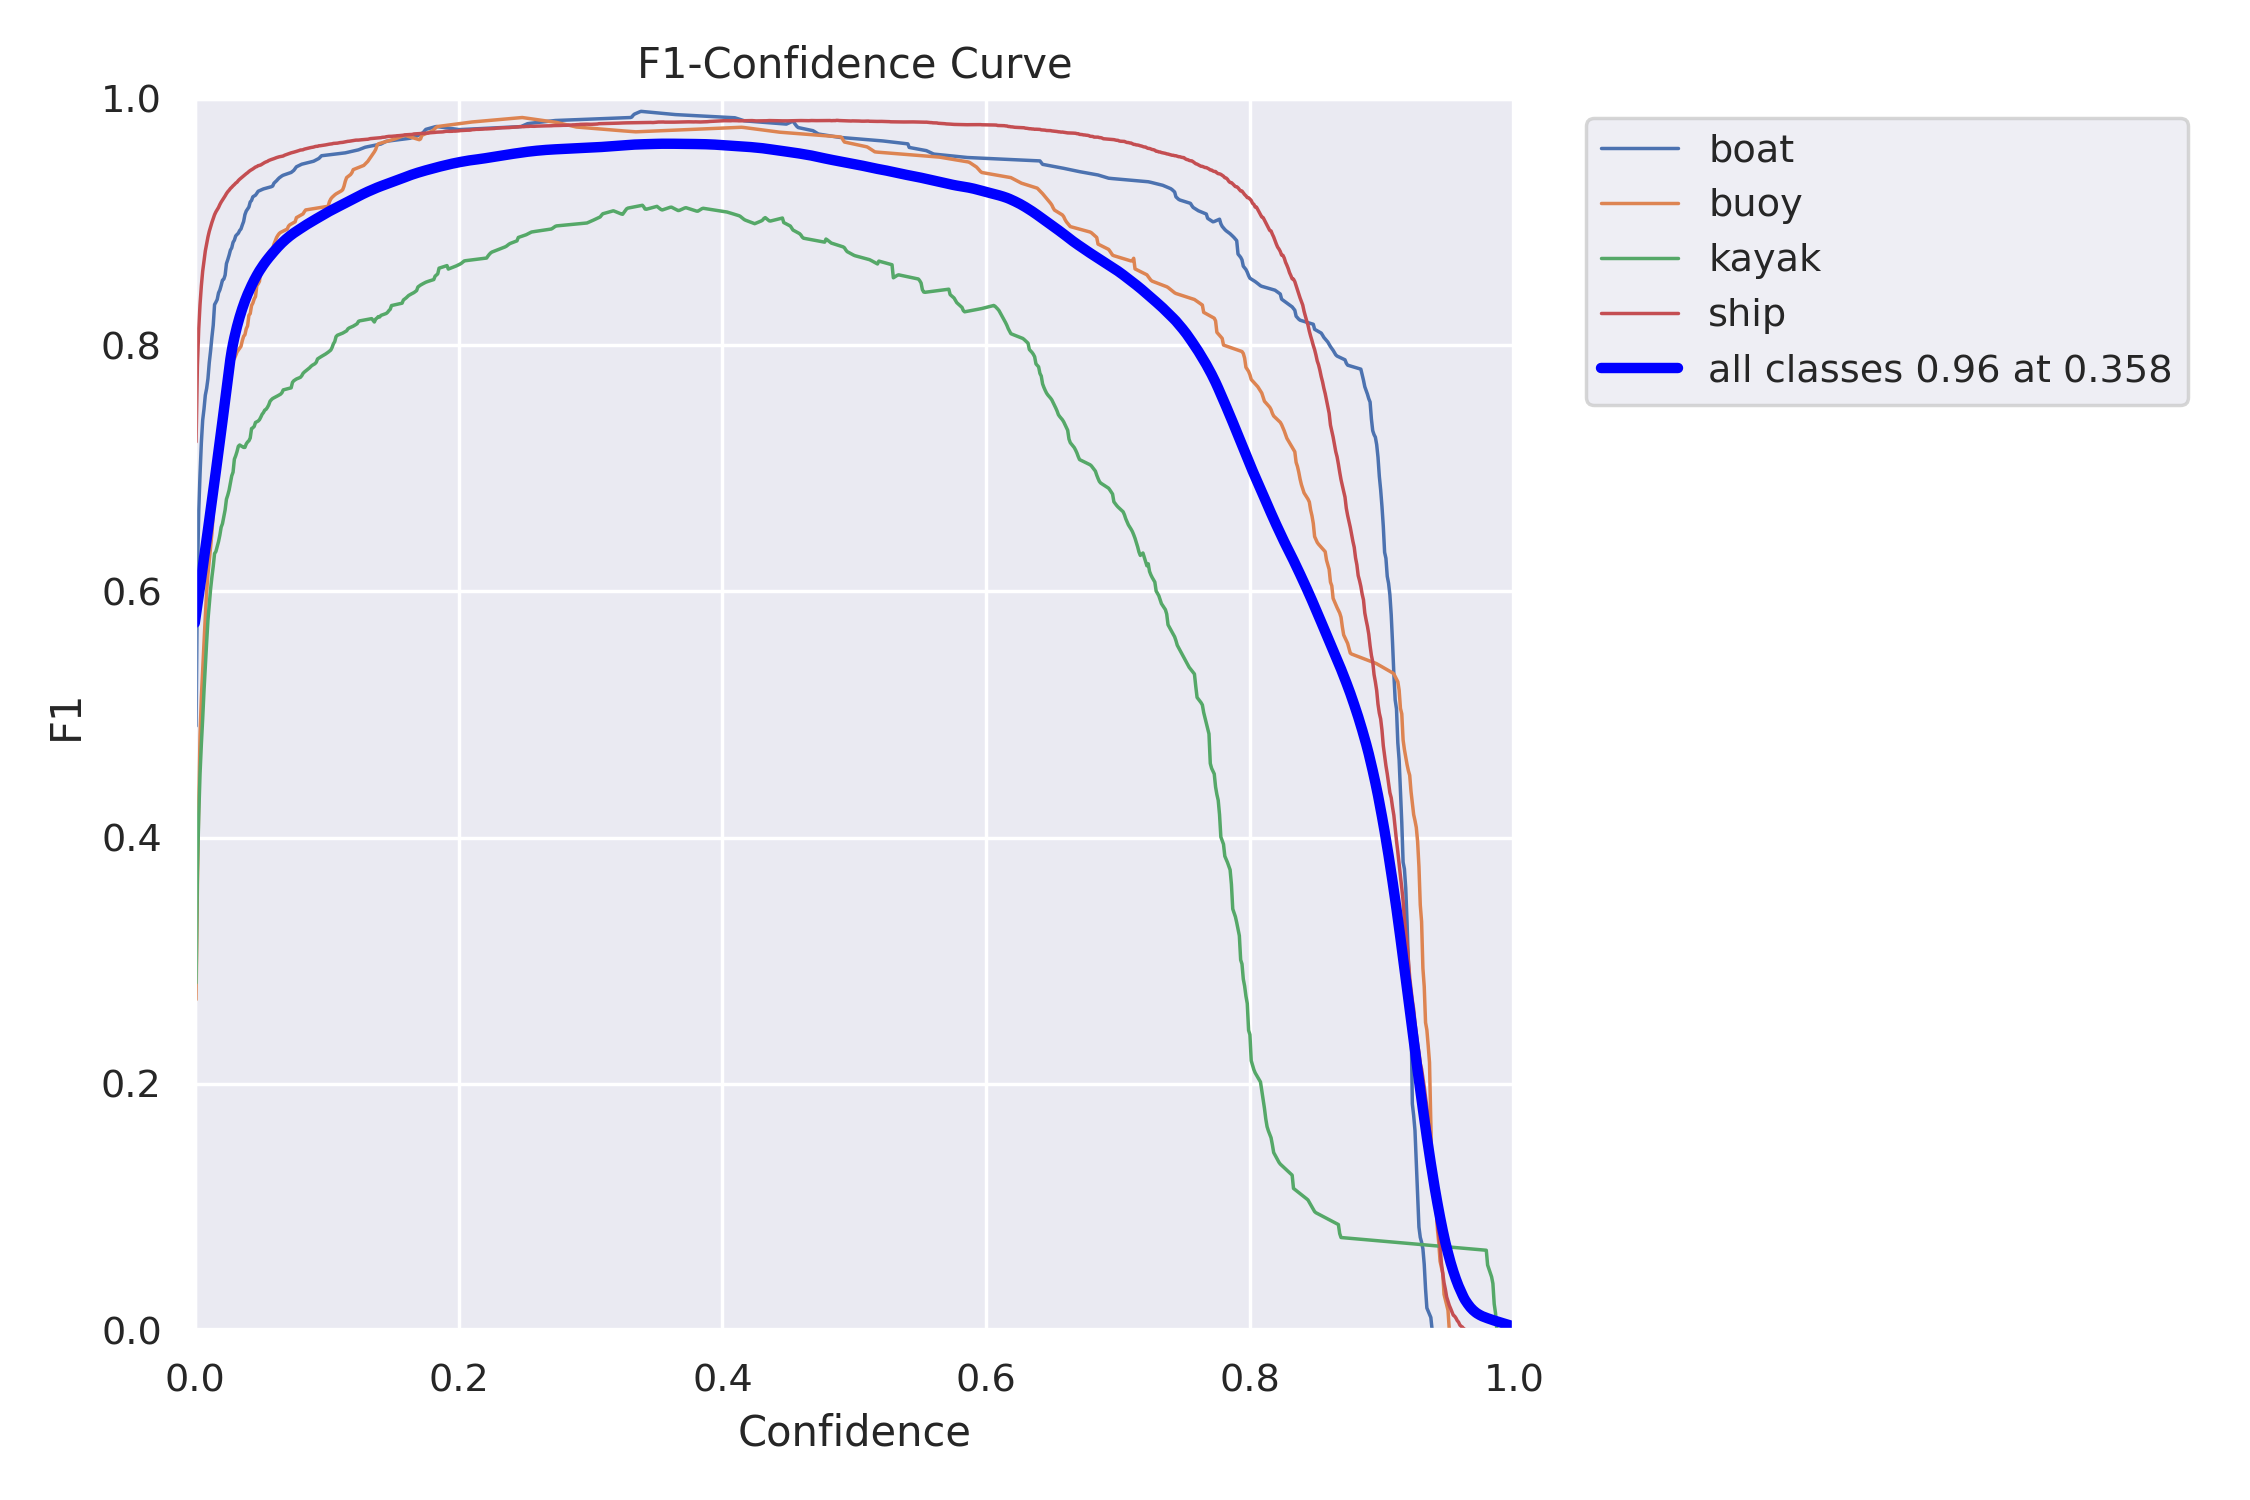 F1-Confidence Curve
1.0
0.8
0.6
0.4
0.2
0.0
F1
0.0 0.2 0.4 0.6 0.8 1.0
Confidence
boat
buoy
kayak
ship
all classes 0.96 at 0.358